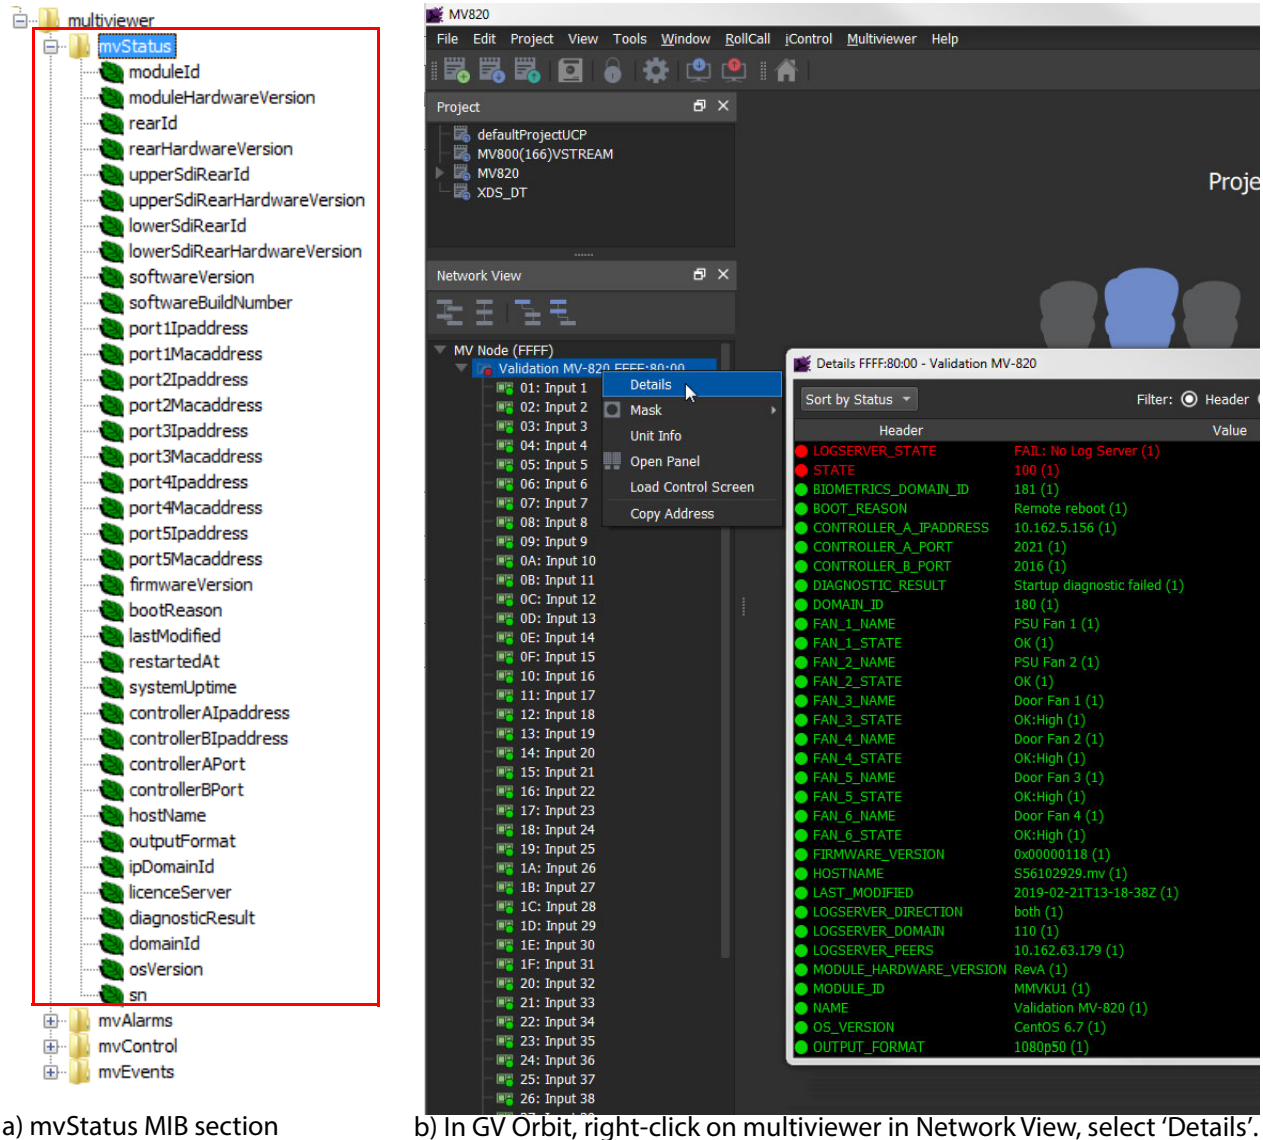 multiviewer
mvStatus
moduleId
moduleHardwareVersion
rearId
rearHardwareVersion
upperSdiRearId
upperSdiRearHardwareVersion
lowerSdiRearId
lowerSdiRearHardwareVersion
softwareVersion
softwareBuildNumber
port1Ipaddress
port1Macaddress
port2Ipaddress
port2Macaddress
port3Ipaddress
port3Macaddress
port4Ipaddress
port4Macaddress
port5Ipaddress
port5Macaddress
firmwareVersion
bootReason
lastModified
restartedAt
systemUptime
controllerAIpaddress
controllerBIpaddress
controllerAPort
controllerBPort
hostName
outputFormat
ipDomainId
licenceServer
diagnosticResult
domainId
osVersion
sn
mvAlarms
mvControl
mvEvents
a) mvStatus MIB section
MV820
File Edit Project View Tools Window RollCall iControl Multiviewer Help
Project
defaultProjectUCP
MV800(166)VSTREAM
MV820
XDS_DT
Proje
Network View
MV Node (FFFF)
Validation MV-820 FFFF:80:00
01: Input 1
02: Input 2
03: Input 3
04: Input 4
05: Input 5
06: Input 6
07: Input 7
08: Input 8
09: Input 9
0A: Input 10
0B: Input 11
0C: Input 12
0D: Input 13
0E: Input 14
0F: Input 15
10: Input 16
11: Input 17
12: Input 18
13: Input 19
14: Input 20
15: Input 21
16: Input 22
17: Input 23
18: Input 24
19: Input 25
1A: Input 26
1B: Input 27
1C: Input 28
1D: Input 29
1E: Input 30
1F: Input 31
20: Input 32
21: Input 33
22: Input 34
23: Input 35
24: Input 36
25: Input 37
26: Input 38
Details
Mask
Unit Info
Open Panel
Load Control Screen
Copy Address
Details FFFF:80:00 - Validation MV-820
Sort by Status Filter: Header
Header Value
LOGSERVER_STATE FAIL: No Log Server (1)
STATE 100 (1)
BIOMETRICS_DOMAIN_ID 181 (1)
BOOT_REASON Remote reboot (1)
CONTROLLER_A_IPADDRESS 10.162.5.156 (1)
CONTROLLER_A_PORT 2021 (1)
CONTROLLER_B_PORT 2016 (1)
DIAGNOSTIC_RESULT Startup diagnostic failed (1)
DOMAIN_ID 180 (1)
FAN_1_NAME PSU Fan 1 (1)
FAN_1_STATE OK (1)
FAN_2_NAME PSU Fan 2 (1)
FAN_2_STATE OK (1)
FAN_3_NAME Door Fan 1 (1)
FAN_3_STATE OK:High (1)
FAN_4_NAME Door Fan 2 (1)
FAN_4_STATE OK:High (1)
FAN_5_NAME Door Fan 3 (1)
FAN_5_STATE OK:High (1)
FAN_6_NAME Door Fan 4 (1)
FAN_6_STATE OK:High (1)
FIRMWARE_VERSION 0x00000118 (1)
HOSTNAME S56102929.mv (1)
LAST_MODIFIED 2019-02-21T13-18-38Z (1)
LOGSERVER_DIRECTION both (1)
LOGSERVER_DOMAIN 110 (1)
LOGSERVER_PEERS 10.162.63.179 (1)
MODULE_HARDWARE_VERSION RevA (1)
MODULE_ID MMVKU1 (1)
NAME Validation MV-820 (1)
OS_VERSION CentOS 6.7 (1)
OUTPUT_FORMAT 1080p50 (1)
b) In GV Orbit, right-click on multiviewer in Network View, select ‘Details’.